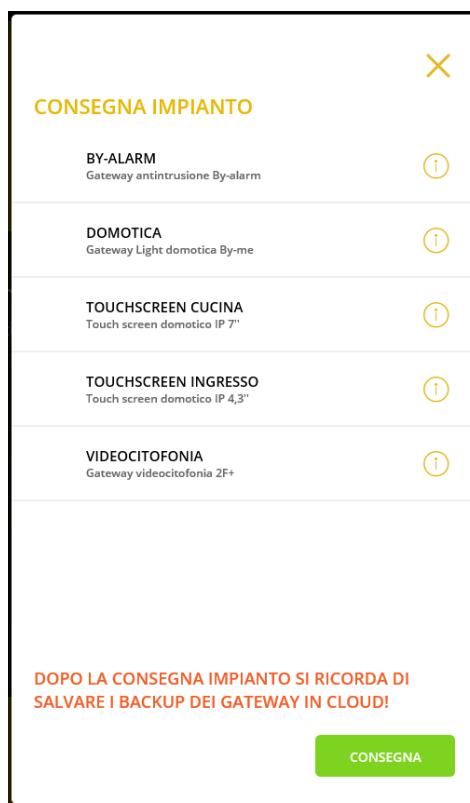 CONSEGNA IMPIANTO
BY-ALARM
Gateway antintrusione By-alarm
DOMOTICA
Gateway Light domotica By-me
TOUCHSCREEN CUCINA
Touch screen domotico IP 7''
TOUCHSCREEN INGRESSO
Touch screen domotico IP 4,3''
VIDEOCITOFONIA
Gateway videocitofonia 2F+
DOPO LA CONSEGNA IMPIANTO SI RICORDA DI
SALVARE I BACKUP DEI GATEWAY IN CLOUD!
CONSEGNA